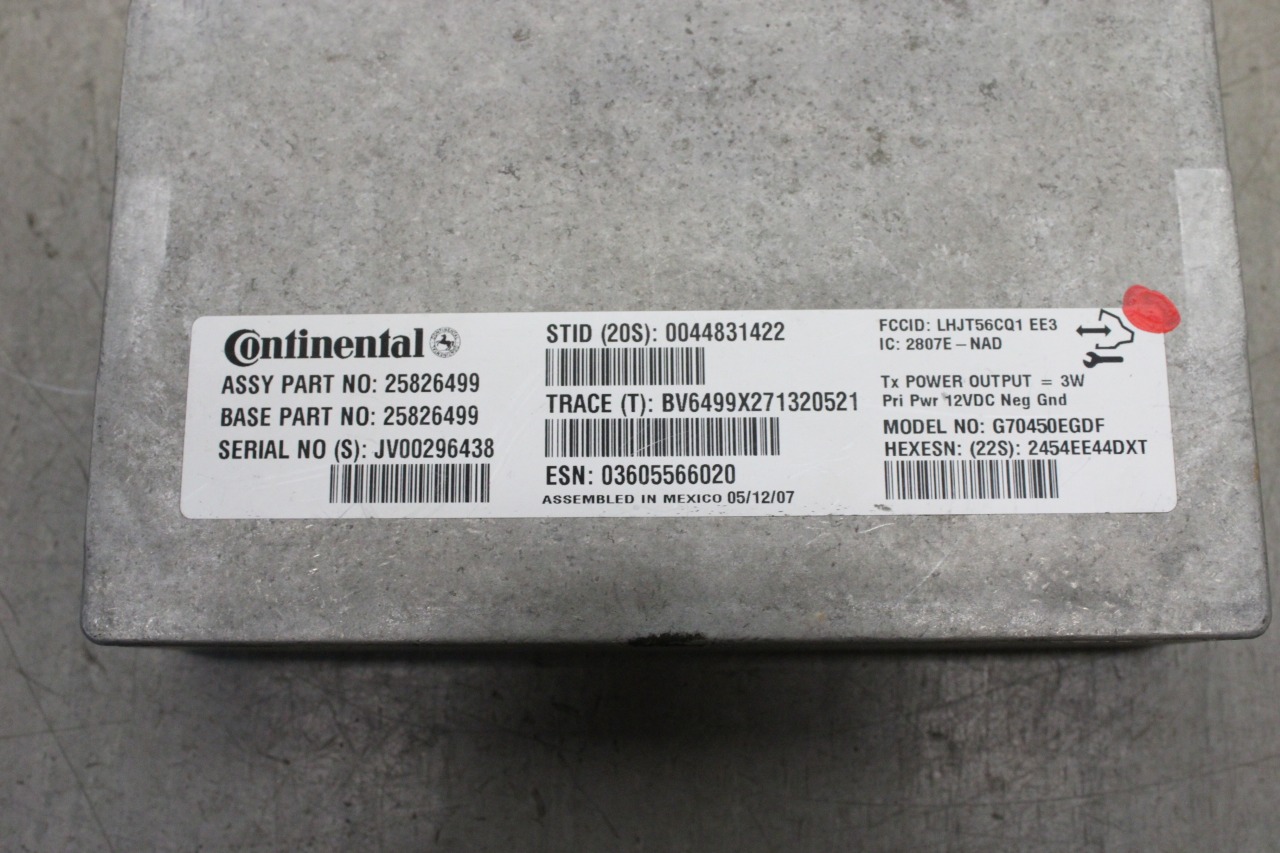 Continental
ASSY PART NO: 25826499
BASE PART NO: 25826499
SERIAL NO (S): JV00296438
STID (20S): 0044831422
TRACE (T): BV6499X271320521
ESN: 03605566020
ASSEMBLED IN MEXICO 05/12/07
FCCID: LHJT56CQ1 EE3
IC: 2807E-NAD
Tx POWER OUTPUT = 3W
Pri Pwr 12VDC Neg Gnd
MODEL NO: G70450EGDF
HEXESN: (22S): 2454EE44DXT